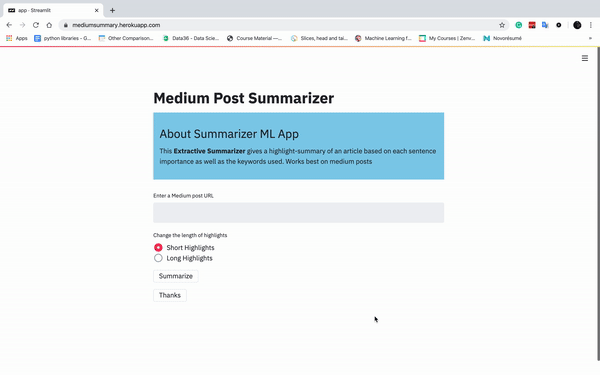 app · Streamlit
mediumsummary.herokuapp.com
Apps
python libraries - G...
Other Comparison...
Data36 - Data Scie...
Course Material —...
Slices, head and tai...
Machine Learning f...
My Courses | Zenv...
Novorésumé
Medium Post Summarizer
About Summarizer ML App
This Extractive Summarizer gives a highlight-summary of an article based on each sentence
importance as well as the keywords used. Works best on medium posts
Enter a Medium post URL
Change the length of highlights
Short Highlights
Long Highlights
Summarize
Thanks